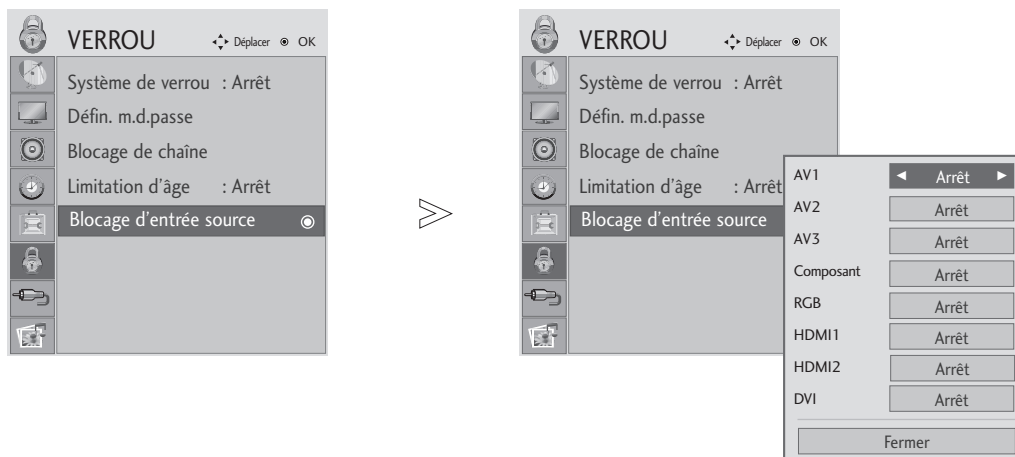 VERROU Déplacer OK
Système de verrou : Arrêt
Défin. m.d.passe
Blocage de chaîne
Limitation d'âge : Arrêt
Blocage d'entrée source
VERROU Déplacer OK
Système de verrou : Arrêt
Défin. m.d.passe
Blocage de chaîne
Limitation d'âge : Arrêt
Blocage d'entrée source
AV1 ◄ Arrêt ►
AV2 Arrêt
AV3 Arrêt
Composant Arrêt
RGB Arrêt
HDMI1 Arrêt
HDMI2 Arrêt
DVI Arrêt
Fermer